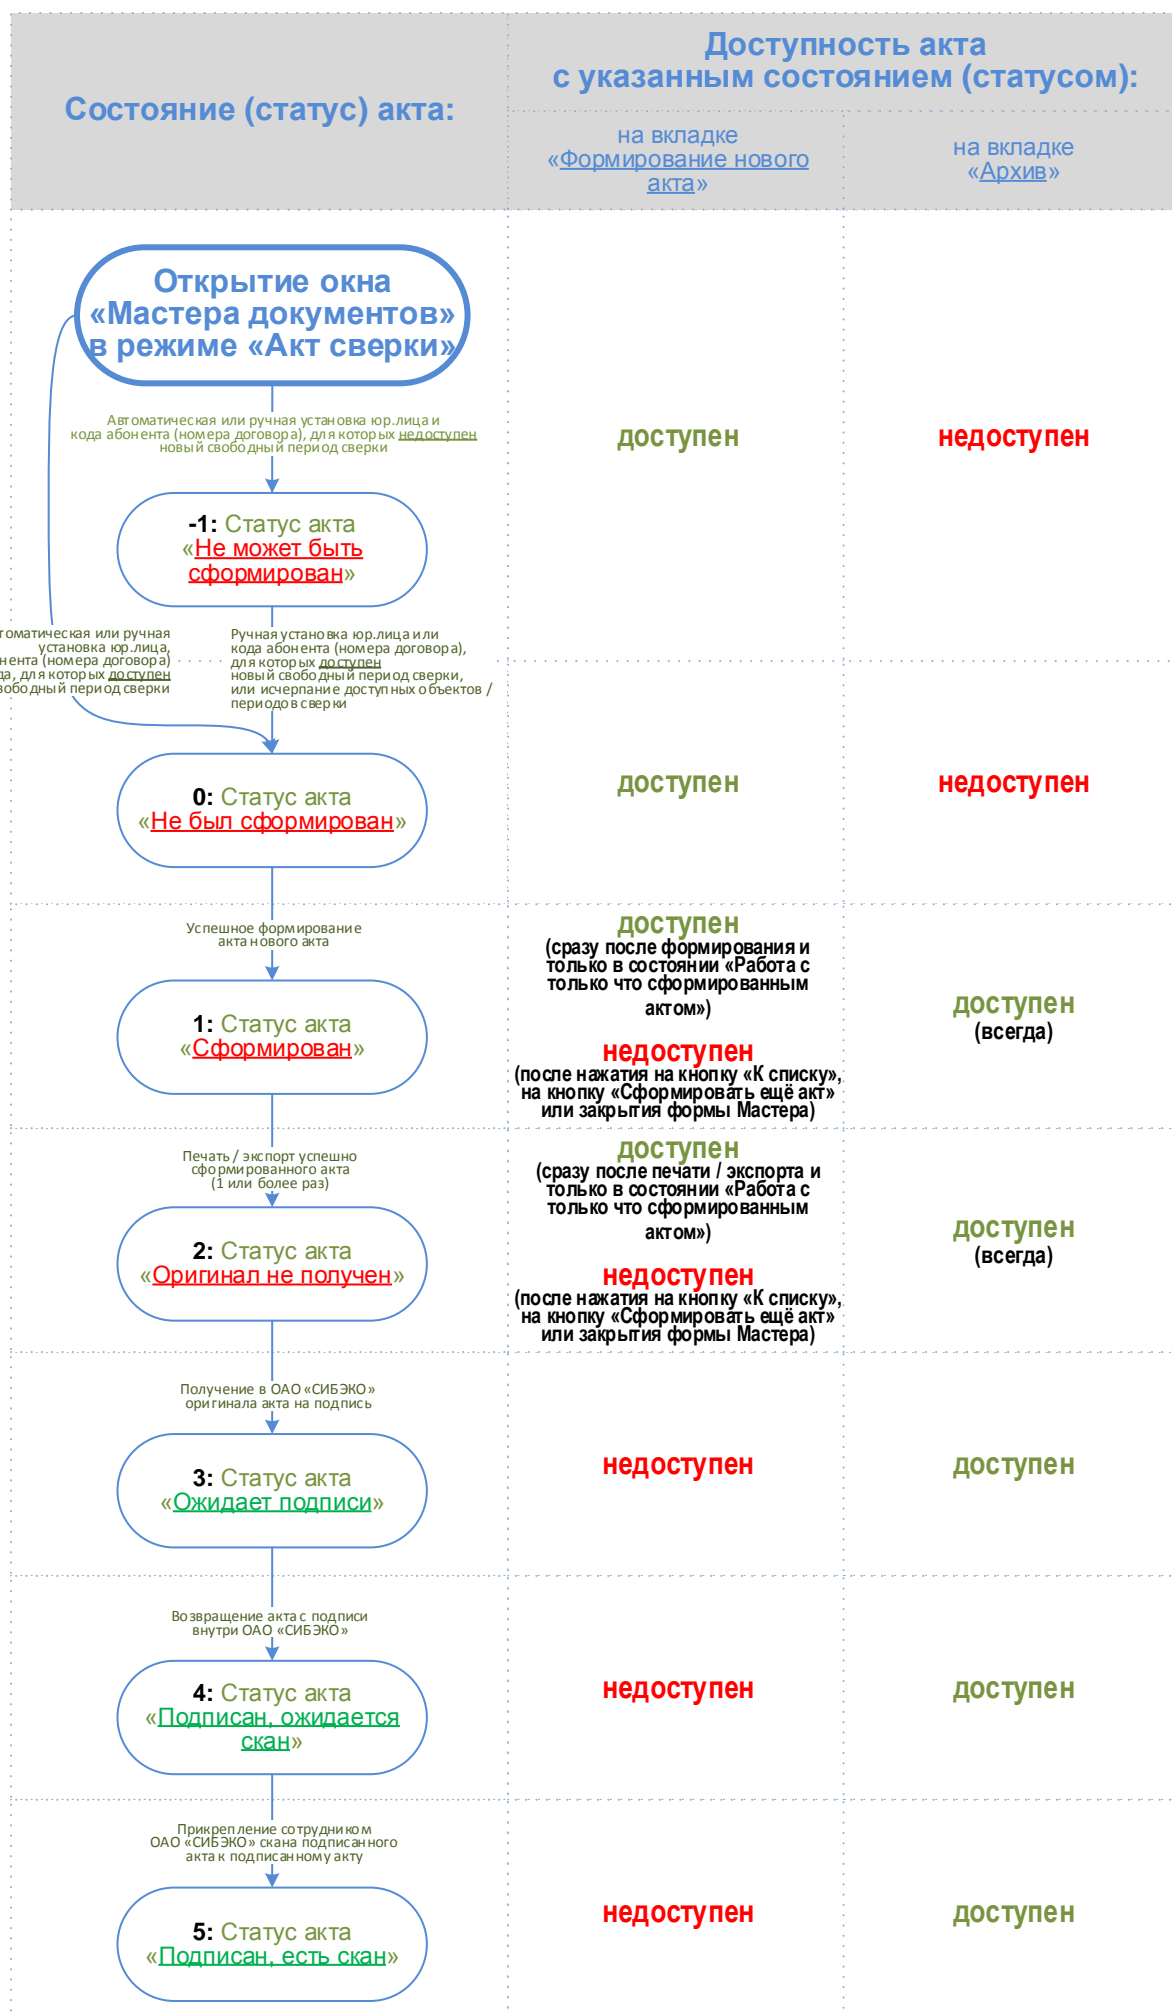 Состояние (статус) акта:
Доступность акта
с указанным состоянием (статусом):
на вкладке
«Формирование нового
акта»
на вкладке
«Архив»
Открытие окна
«Мастера документов»
в режиме «Акт сверки»
Автоматическая или ручная установка юр.лица и
кода абонента (номера договора), для которых недоступен
новый свободный период сверки
доступен
недоступен
-1: Статус акта
«Не может быть
сформирован»
томатическая или ручная
установка юр.лица,
нента (номера договора)
да, для которых доступен
вободный период сверки
Ручная установка юр.лица или
кода абонента (номера договора),
для которых доступен
новый свободный период сверки,
или исчерпание доступных объектов /
периодов сверки
0: Статус акта
«Не был сформирован»
доступен
недоступен
Успешное формирование
акта нового акта
1: Статус акта
«Сформирован»
доступен
(сразу после формирования и
только в состоянии «Работа с
только что сформированным
актом»)
недоступен
(после нажатия на кнопку «К списку»,
на кнопку «Сформировать ещё акт»
или закрытия формы Мастера)
доступен
(всегда)
Печать / экспорт успешно
сформированного акта
(1 или более раз)
2: Статус акта
«Оригинал не получен»
доступен
(сразу после печати / экспорта и
только в состоянии «Работа с
только что сформированным
актом»)
недоступен
(после нажатия на кнопку «К списку»,
на кнопку «Сформировать ещё акт»
или закрытия формы Мастера)
доступен
(всегда)
Получение в ОАО «СИБЭКО»
оригинала акта на подпись
3: Статус акта
«Ожидает подписи»
недоступен
доступен
Возвращение акта с подписи
внутри ОАО «СИБЭКО»
4: Статус акта
«Подписан, ожидается
скан»
недоступен
доступен
Прикрепление сотрудником
ОАО «СИБЭКО» скана подписанного
акта к подписанному акту
5: Статус акта
«Подписан, есть скан»
недоступен
доступен